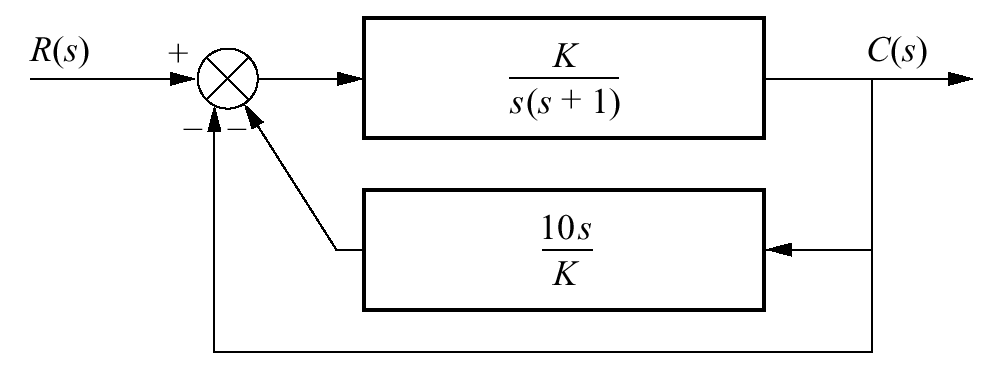 R(s)
+
K
s(s + 1)
C(s)
− −
10s
K